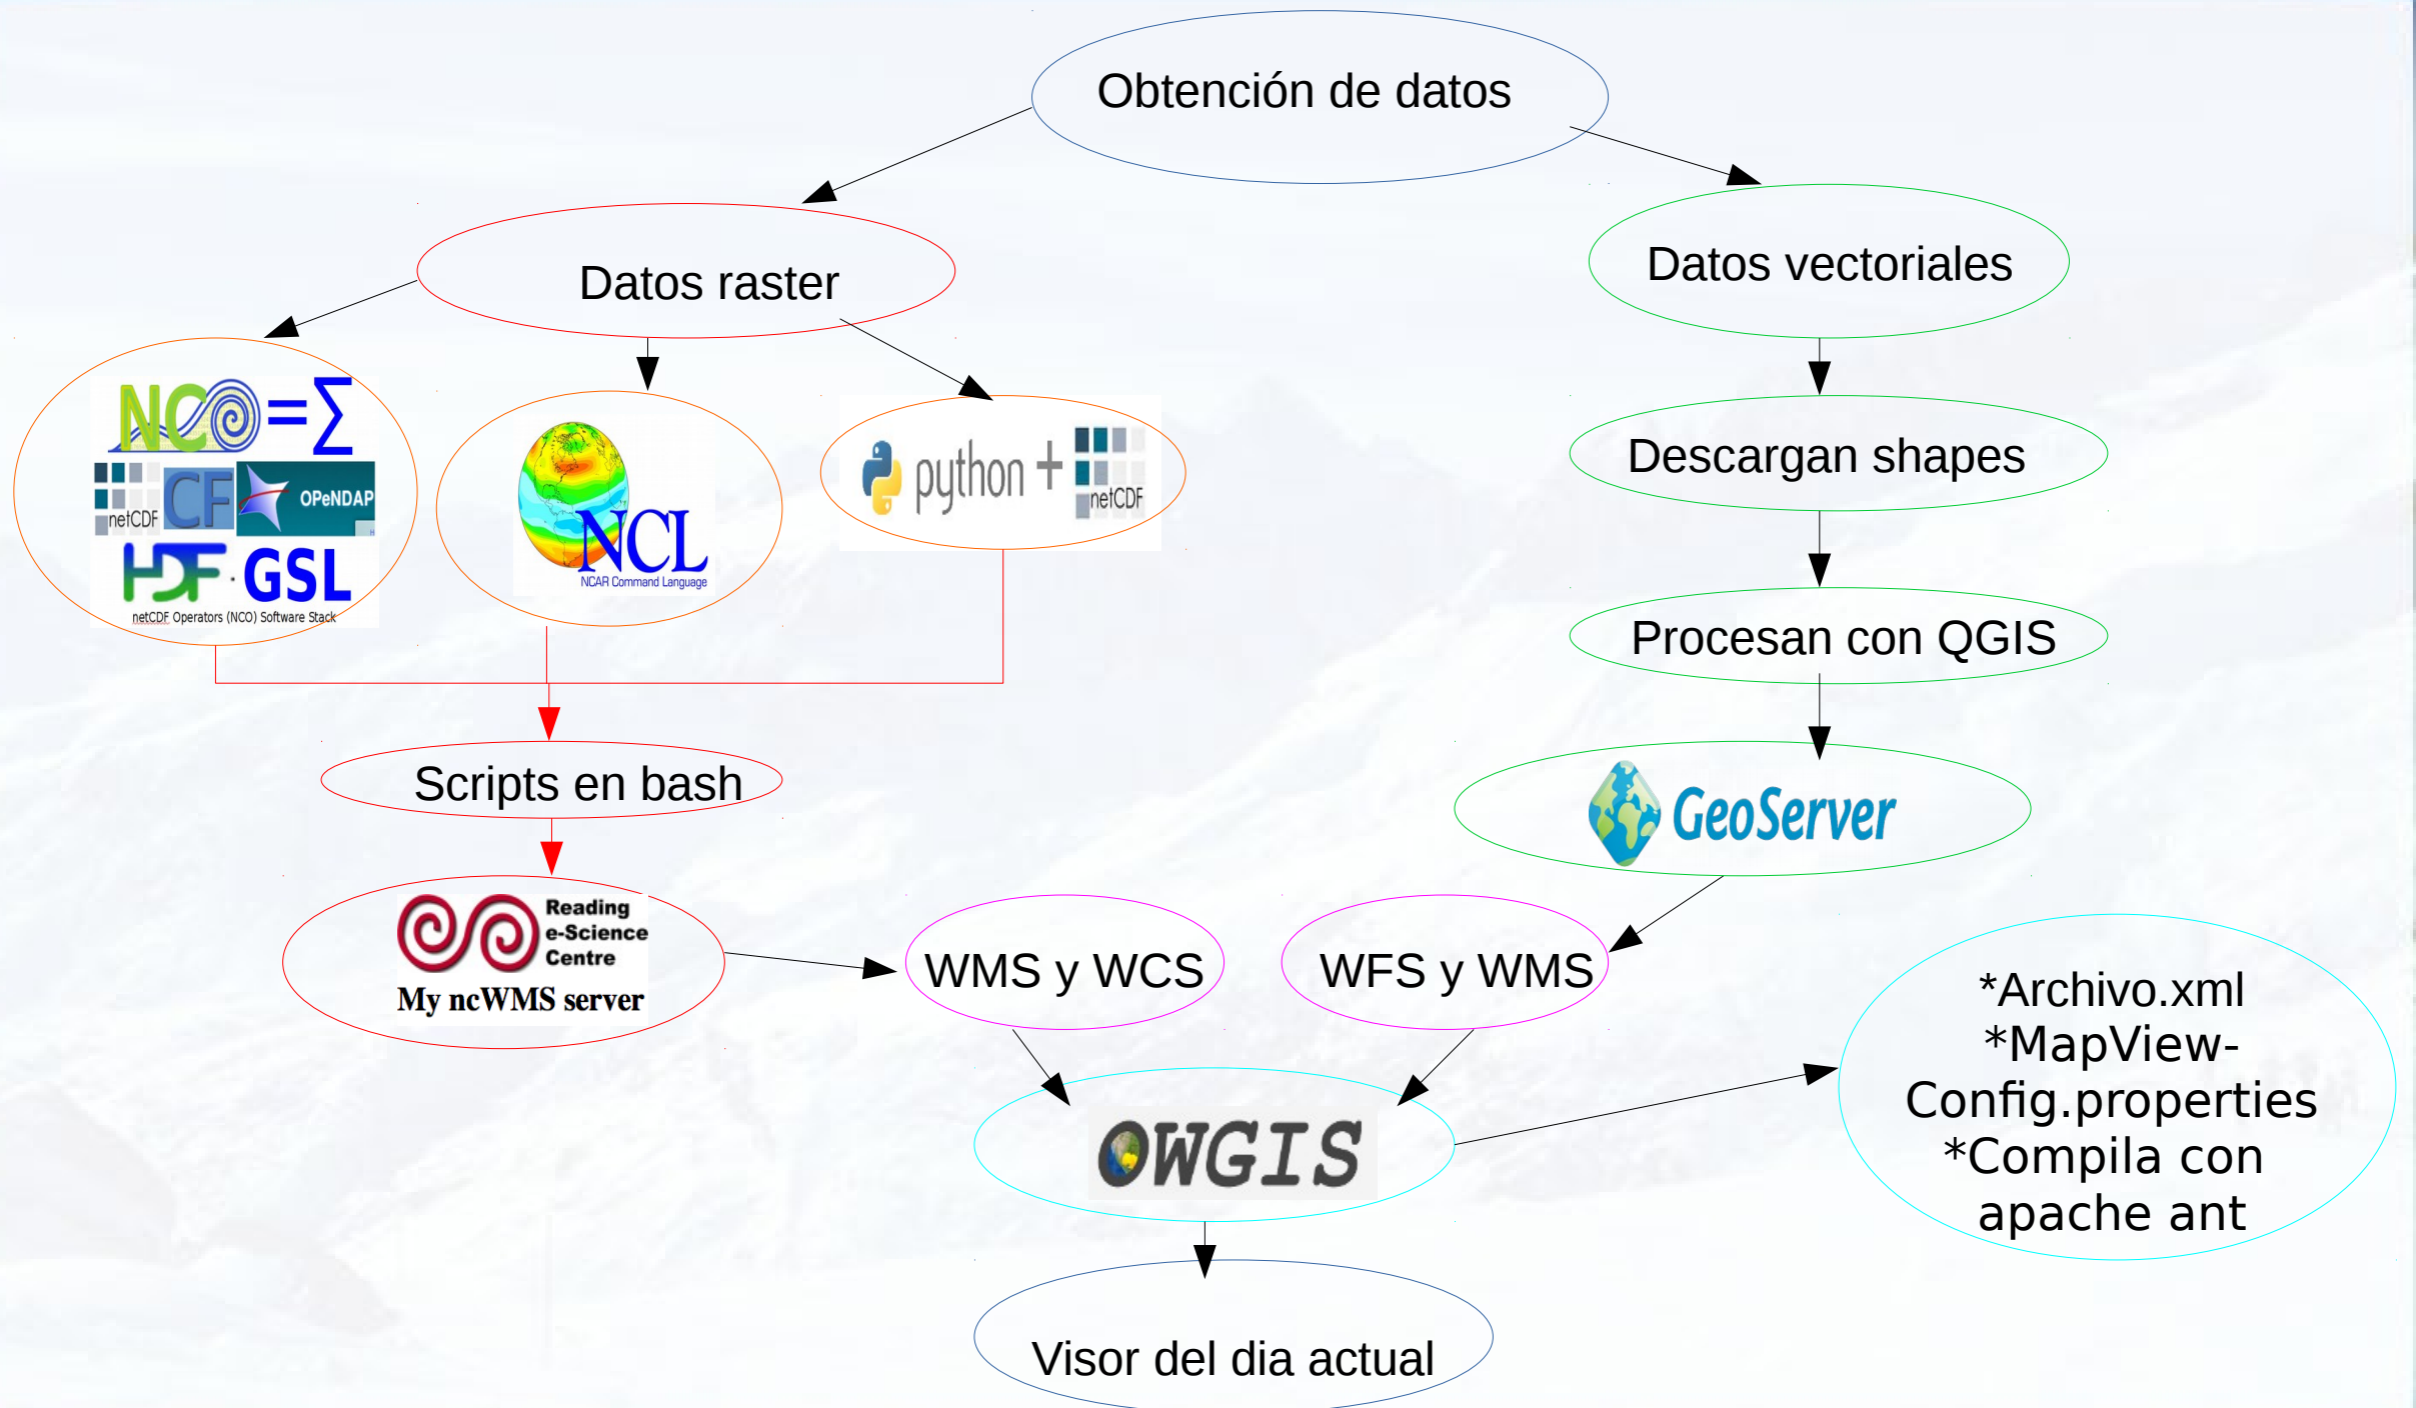 Obtención de datos
Datos raster
Datos vectoriales
NCO=∑
netCDF CF OPeNDAP
HDF·GSL
netCDF Operators (NCO) Software Stack
NCL
NCAR Command Language
python + netCDF
Descargan shapes
Procesan con QGIS
Scripts en bash
GeoServer
Reading
e-Science
Centre
My ncWMS server
WMS y WCS
WFS y WMS
*Archivo.xml
*MapView-
Config.properties
*Compila con
apache ant
OWGIS
Visor del dia actual